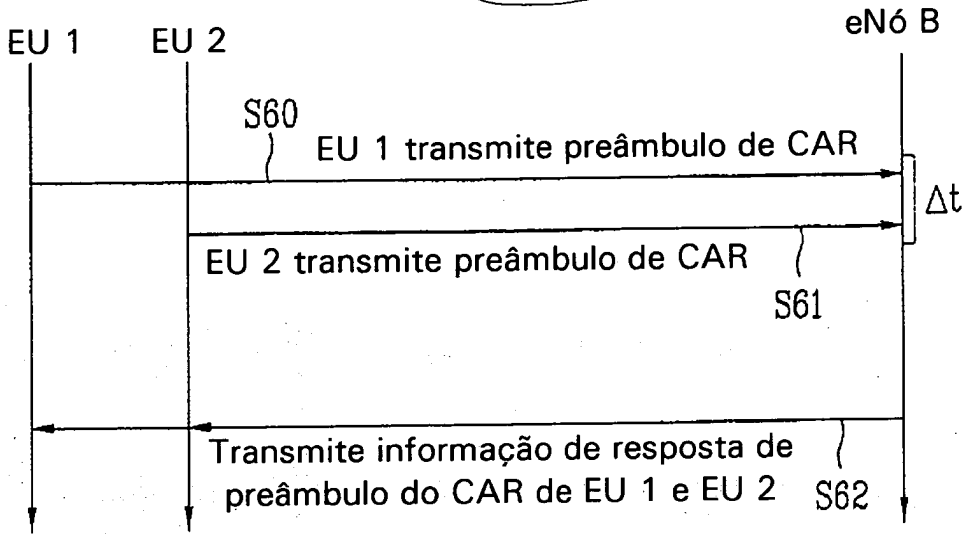 EU 1
EU 2
eNó B
S60
EU 1 transmite preâmbulo de CAR
Δt
EU 2 transmite preâmbulo de CAR
S61
Transmite informação de resposta de
preâmbulo do CAR de EU 1 e EU 2
S62